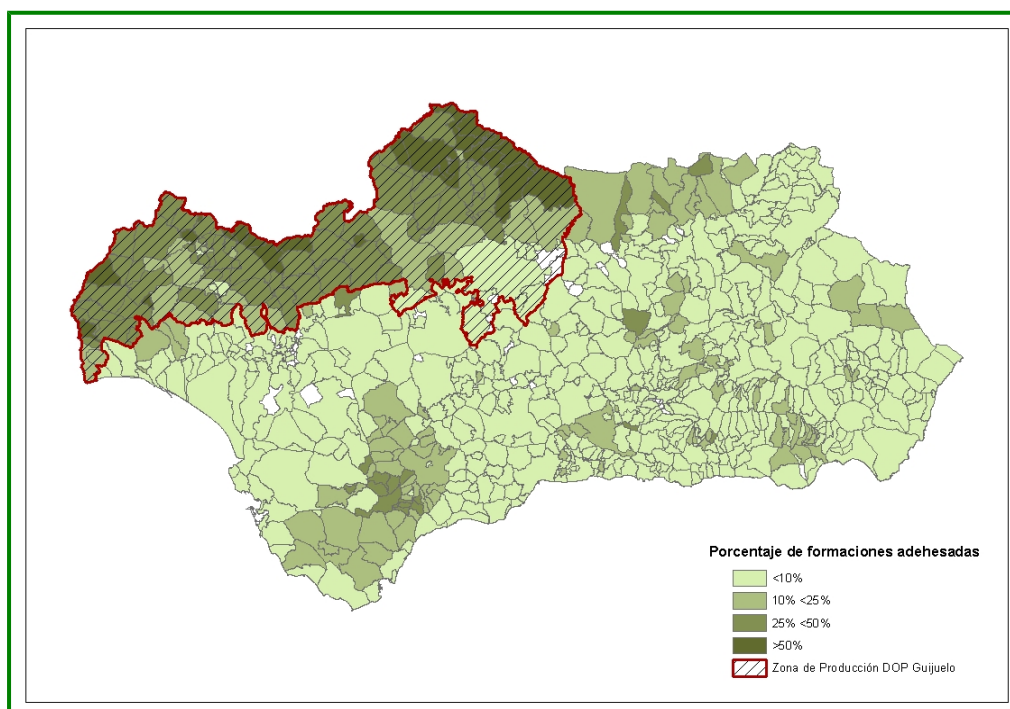 Porcentaje de formaciones adehesadas
<10%
10% <25%
25% <50%
>50%
Zona de Producción DOP Guijuelo